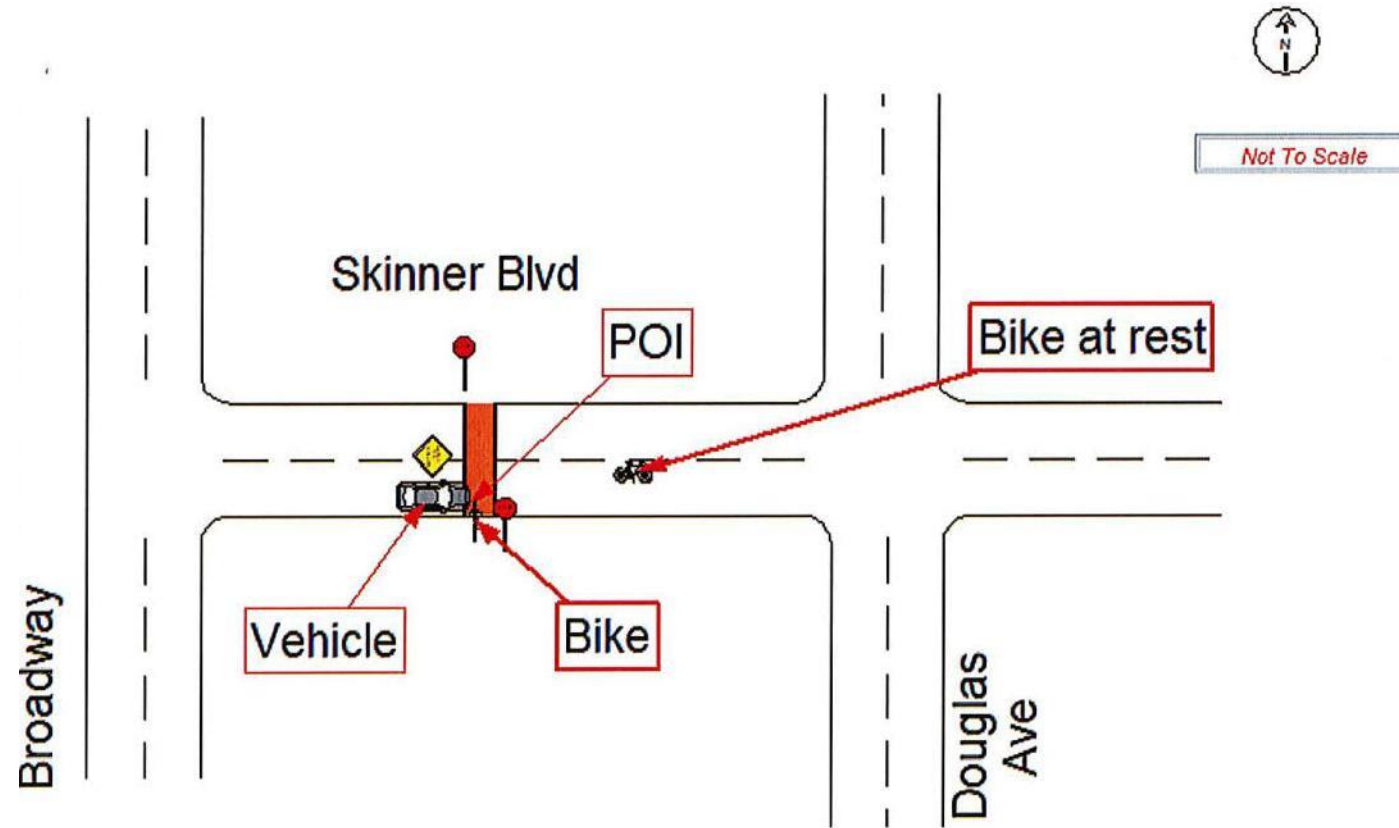 N
Not To Scale
Skinner Blvd
POI
Bike at rest
Vehicle
Bike
Broadway
Douglas
Ave